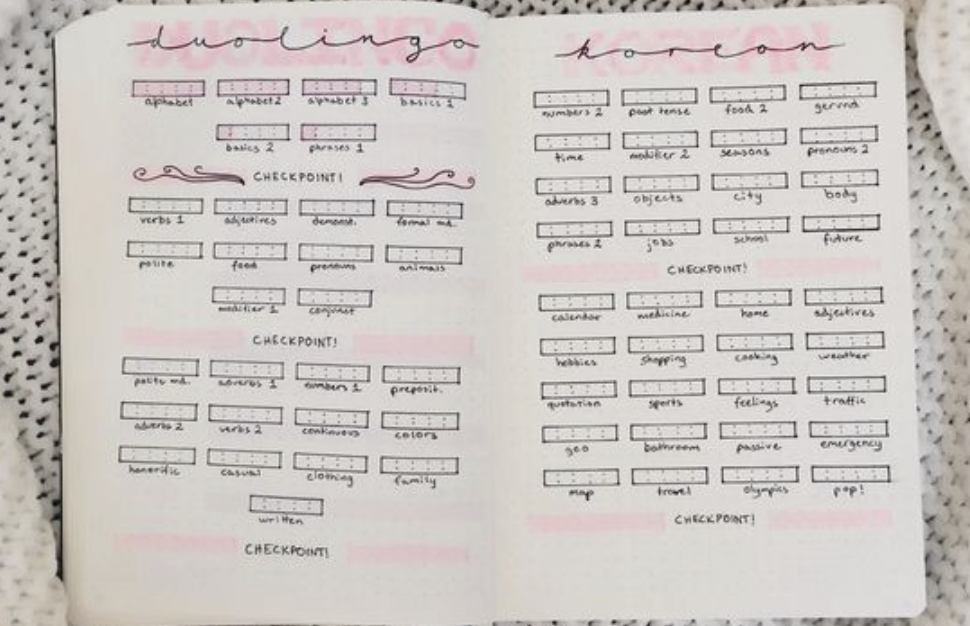 duolingo
alphabet alphabet 2 alphabet 3 basics 1
basics 2 phrases 1
CHECKPOINT!
verbs 1 adjectives demonst. formal md.
polite food pronouns animals
modifier 1 conjunct
CHECKPOINT!
polite md. adverbs 1 numbers 1 preposit.
adverbs 2 verbs 2 continuous colors
honorific casual clothing family
written
CHECKPOINT!
korean
numbers 2 past tense food 2 gerund
time modifier 2 seasons pronouns 2
adverbs 3 objects city body
phrases 2 jobs school future
CHECKPOINT!
calendar medicine home adjectives
hobbies shopping cooking weather
quotation sports feelings traffic
geo bathroom passive emergency
map travel olympics pop!
CHECKPOINT!